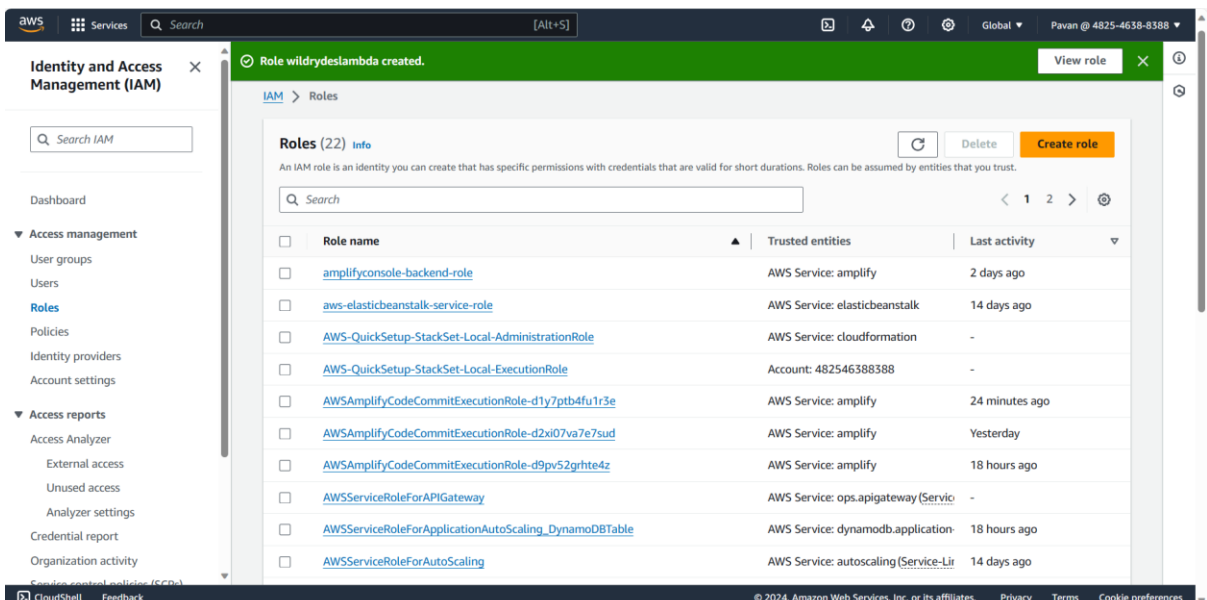 aws Services Search [Alt+S] Global ▼ Pavan @ 4825-4638-8388 ▼
Identity and Access Management (IAM)
Search IAM
Dashboard
Access management
User groups
Users
Roles
Policies
Identity providers
Account settings
Access reports
Access Analyzer
External access
Unused access
Analyzer settings
Credential report
Organization activity
Service control policies (SCPs)
Role wildrydeslambda created. View role
IAM > Roles
Roles (22) Info Delete Create role
An IAM role is an identity you can create that has specific permissions with credentials that are valid for short durations. Roles can be assumed by entities that you trust.
Search 1 2
Role name Trusted entities Last activity
amplifyconsole-backend-role AWS Service: amplify 2 days ago
aws-elasticbeanstalk-service-role AWS Service: elasticbeanstalk 14 days ago
AWS-QuickSetup-StackSet-Local-AdministrationRole AWS Service: cloudformation -
AWS-QuickSetup-StackSet-Local-ExecutionRole Account: 482546388388 -
AWSAmplifyCodeCommitExecutionRole-d1y7ptb4fu1r3e AWS Service: amplify 24 minutes ago
AWSAmplifyCodeCommitExecutionRole-d2xi07va7e7sud AWS Service: amplify Yesterday
AWSAmplifyCodeCommitExecutionRole-d9pv52grhte4z AWS Service: amplify 18 hours ago
AWSServiceRoleForAPIGateway AWS Service: ops.apigateway (Servic -
AWSServiceRoleForApplicationAutoScaling_DynamoDBTable AWS Service: dynamodb.application- 18 hours ago
AWSServiceRoleForAutoScaling AWS Service: autoscaling (Service-Lir 14 days ago
CloudShell Feedback © 2024, Amazon Web Services, Inc. or its affiliates. Privacy Terms Cookie preferences